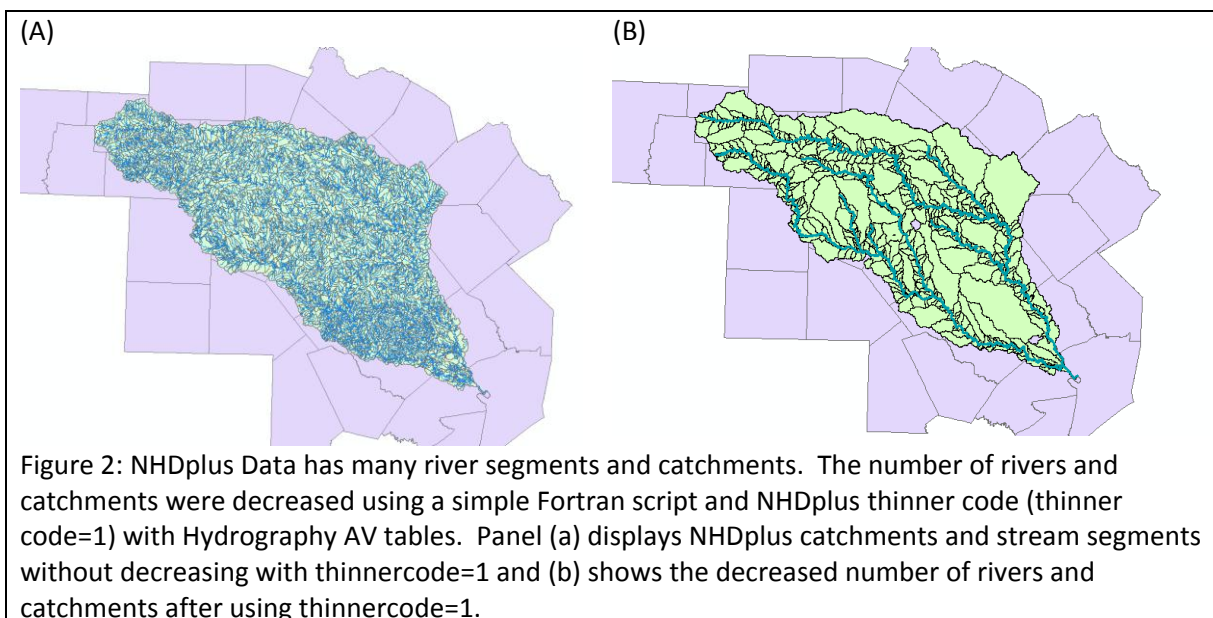 (A)
(B)
Figure 2: NHDplus Data has many river segments and catchments.  The number of rivers and
catchments were decreased using a simple Fortran script and NHDplus thinner code (thinner
code=1) with Hydrography AV tables.  Panel (a) displays NHDplus catchments and stream segments
without decreasing with thinnercode=1 and (b) shows the decreased number of rivers and
catchments after using thinnercode=1.